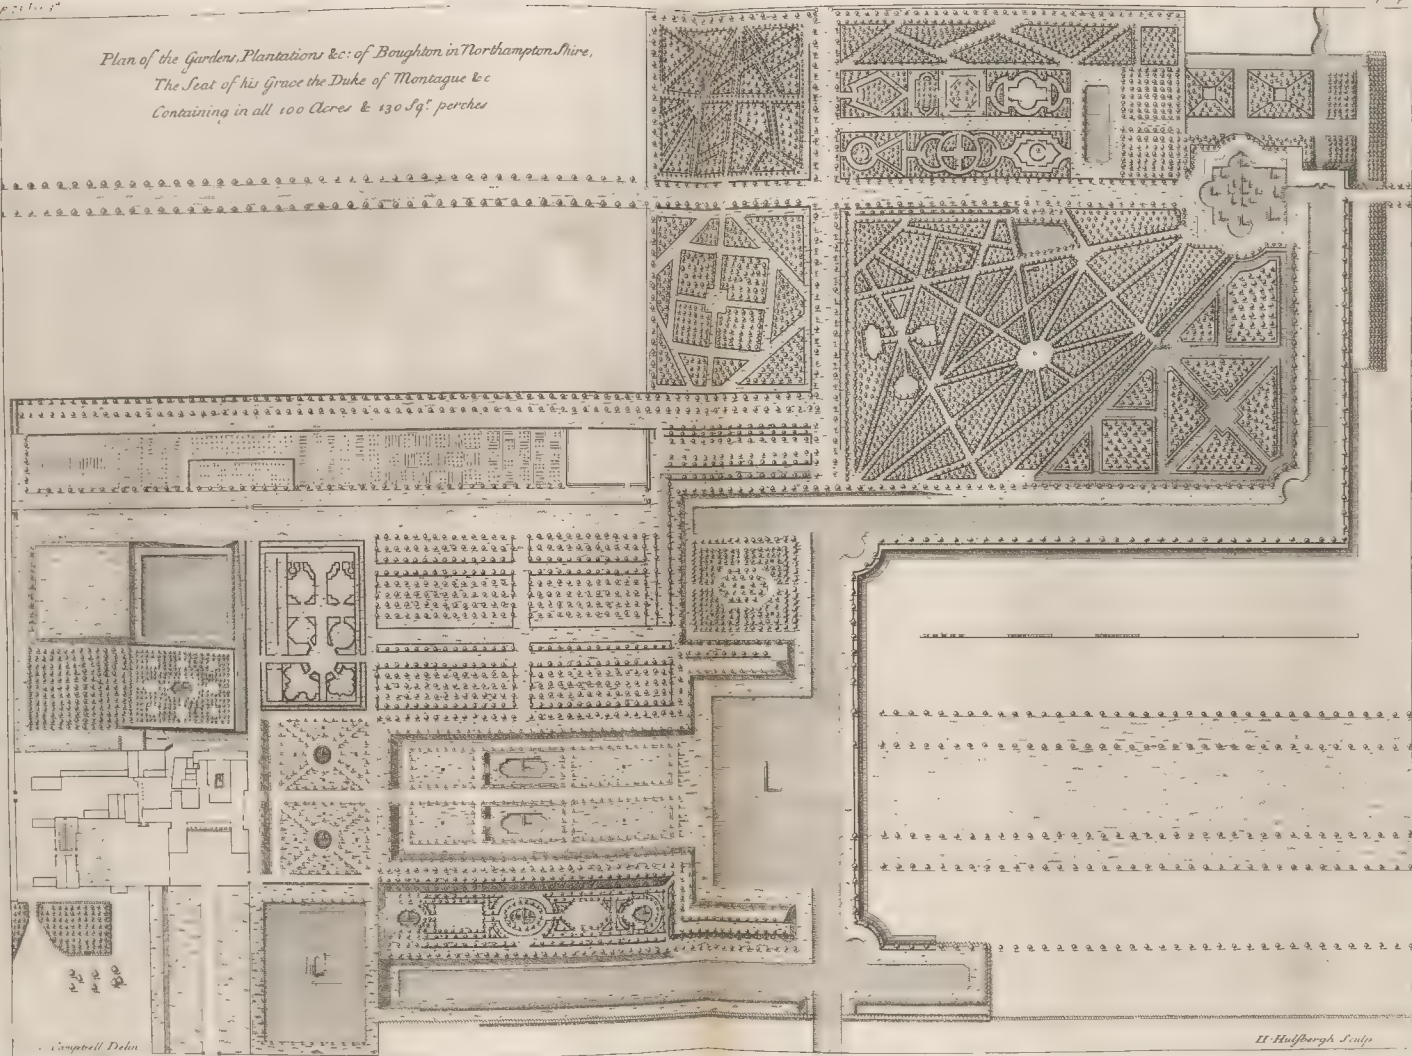 Plan of the Gardens, Plantations &c: of Boughton in Northampton Shire,
The Seat of his Grace the Duke of Montague &c
Containing in all 100 Acres & 130 Sqr. perches
Campbell Delin
H. Hulsbergh Sculp